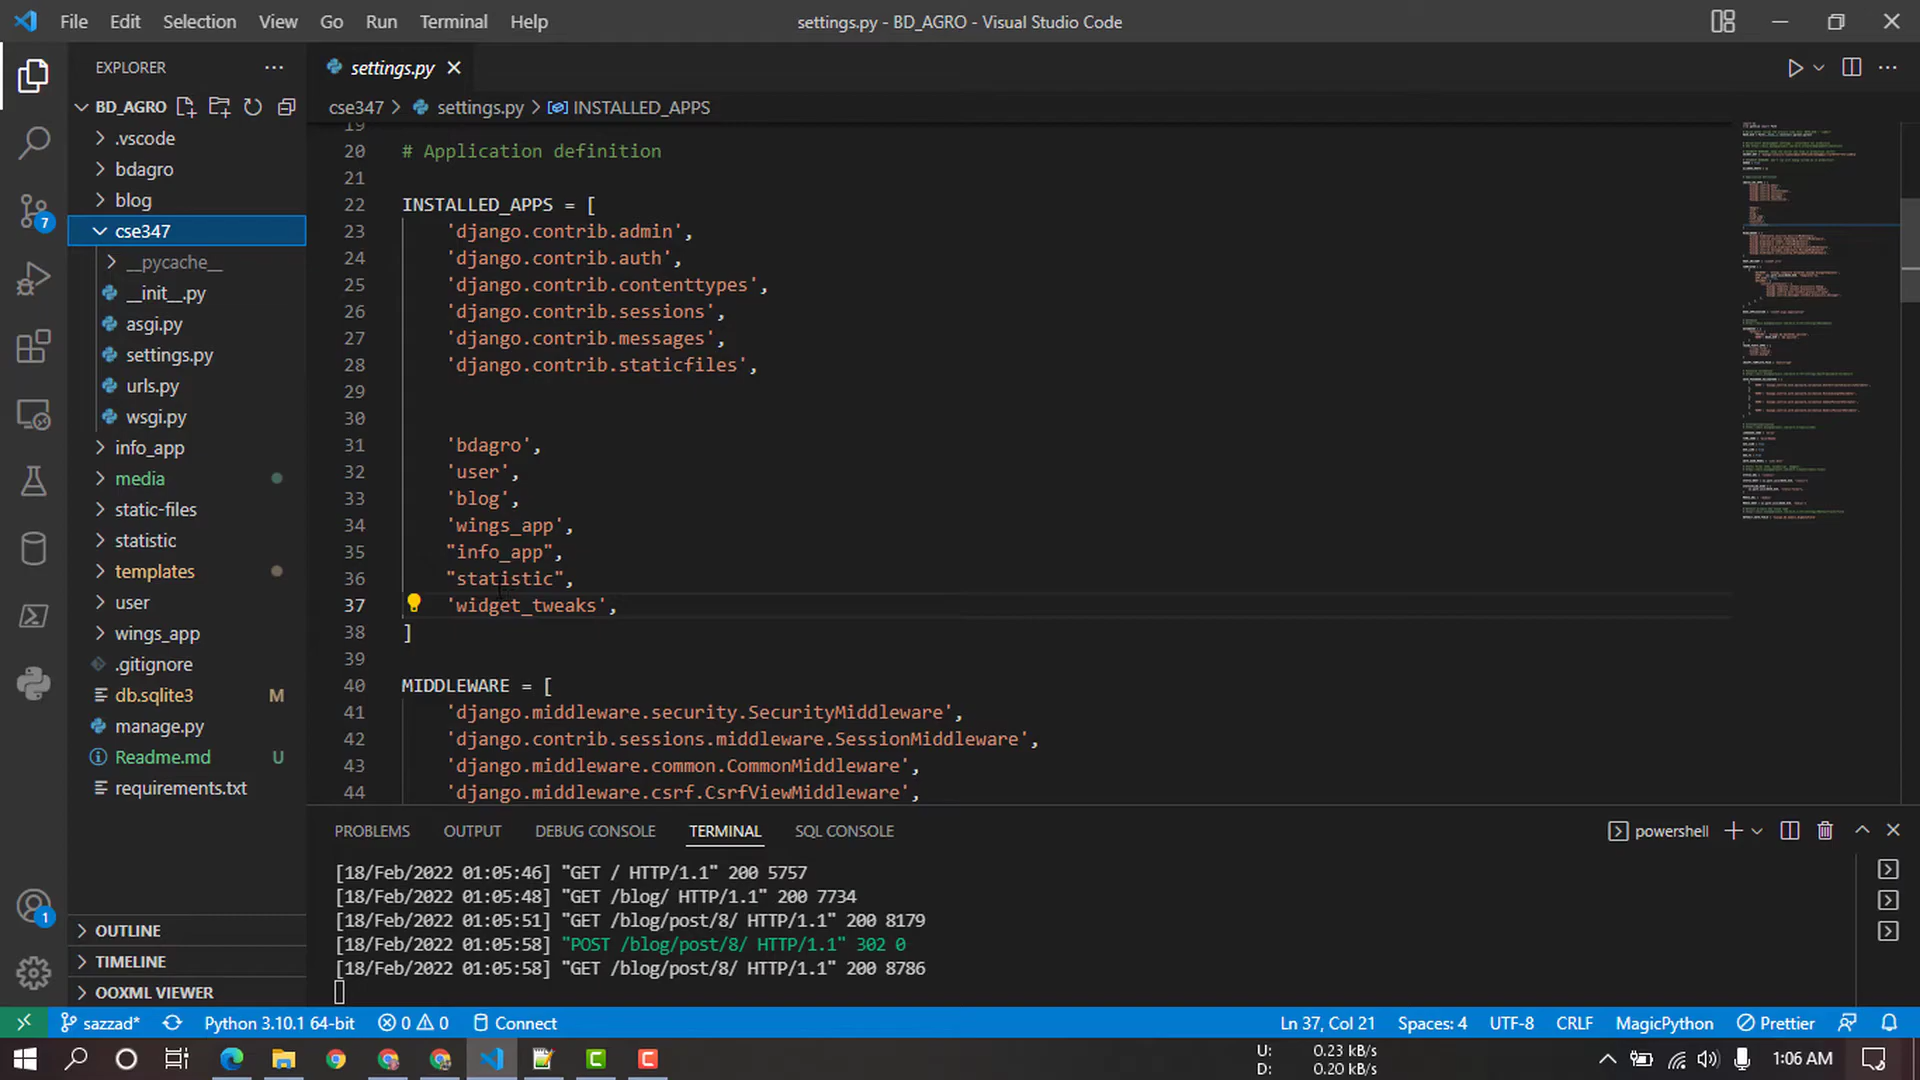 File Edit Selection View Go Run Terminal Help
settings.py - BD_AGRO - Visual Studio Code
EXPLORER
BD_AGRO
.vscode
bdagro
blog
cse347
__pycache__
__init__.py
asgi.py
settings.py
urls.py
wsgi.py
info_app
media
static-files
statistic
templates
user
wings_app
.gitignore
db.sqlite3 M
manage.py
Readme.md U
requirements.txt
OUTLINE
TIMELINE
OOXML VIEWER
7
1
settings.py
cse347 > settings.py > INSTALLED_APPS
19
20 # Application definition
21
22 INSTALLED_APPS = [
23 'django.contrib.admin',
24 'django.contrib.auth',
25 'django.contrib.contenttypes',
26 'django.contrib.sessions',
27 'django.contrib.messages',
28 'django.contrib.staticfiles',
29
30
31 'bdagro',
32 'user',
33 'blog',
34 'wings_app',
35 "info_app",
36 "statistic",
37 'widget_tweaks',
38 ]
39
40 MIDDLEWARE = [
41 'django.middleware.security.SecurityMiddleware',
42 'django.contrib.sessions.middleware.SessionMiddleware',
43 'django.middleware.common.CommonMiddleware',
44 'django.middleware.csrf.CsrfViewMiddleware',
PROBLEMS OUTPUT DEBUG CONSOLE TERMINAL SQL CONSOLE
powershell
[18/Feb/2022 01:05:46] "GET / HTTP/1.1" 200 5757
[18/Feb/2022 01:05:48] "GET /blog/ HTTP/1.1" 200 7734
[18/Feb/2022 01:05:51] "GET /blog/post/8/ HTTP/1.1" 200 8179
[18/Feb/2022 01:05:58] "POST /blog/post/8/ HTTP/1.1" 302 0
[18/Feb/2022 01:05:58] "GET /blog/post/8/ HTTP/1.1" 200 8786
sazzad* Python 3.10.1 64-bit 0 0 Connect
Ln 37, Col 21 Spaces: 4 UTF-8 CRLF MagicPython Prettier
U: 0.23 kB/s
D: 0.20 kB/s
1:06 AM